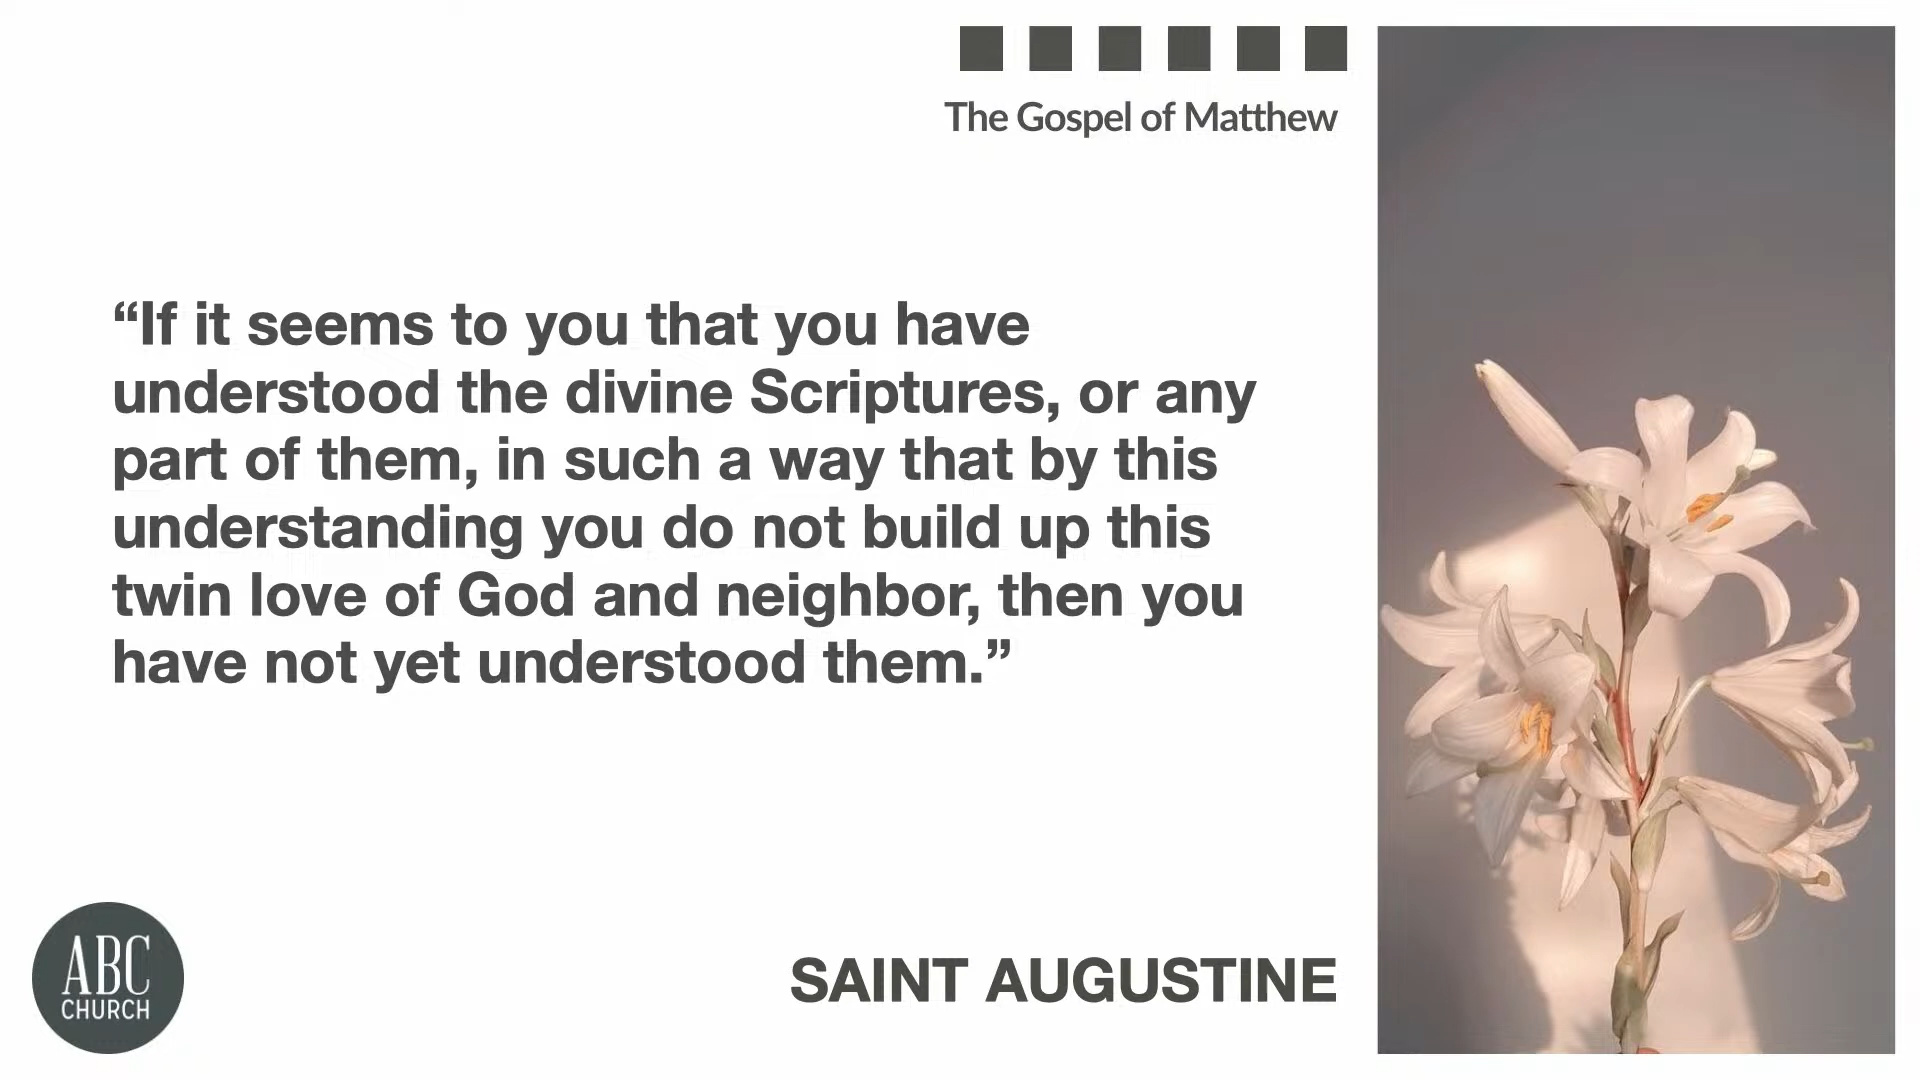 The Gospel of Matthew
“If it seems to you that you have
understood the divine Scriptures, or any
part of them, in such a way that by this
understanding you do not build up this
twin love of God and neighbor, then you
have not yet understood them.”
SAINT AUGUSTINE
ABC
CHURCH